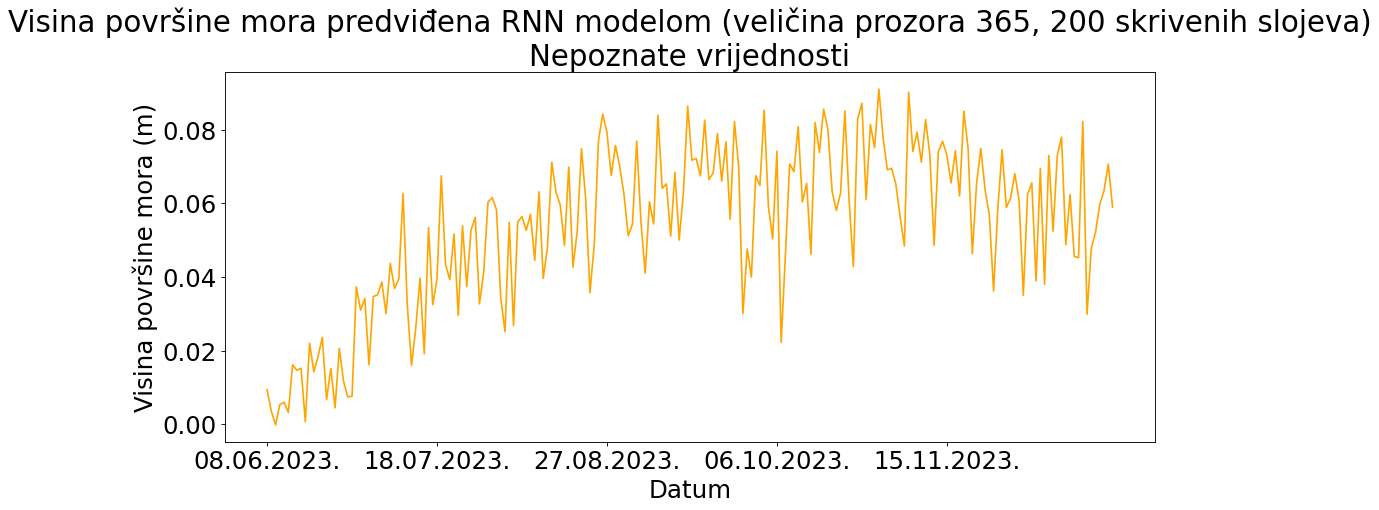 Visina površine mora predviđena RNN modelom (veličina prozora 365, 200 skrivenih slojeva)
Nepoznate vrijednosti
Visina površine mora (m)
0.08
0.06
0.04
0.02
0.00
08.06.2023. 18.07.2023. 27.08.2023. 06.10.2023. 15.11.2023.
Datum